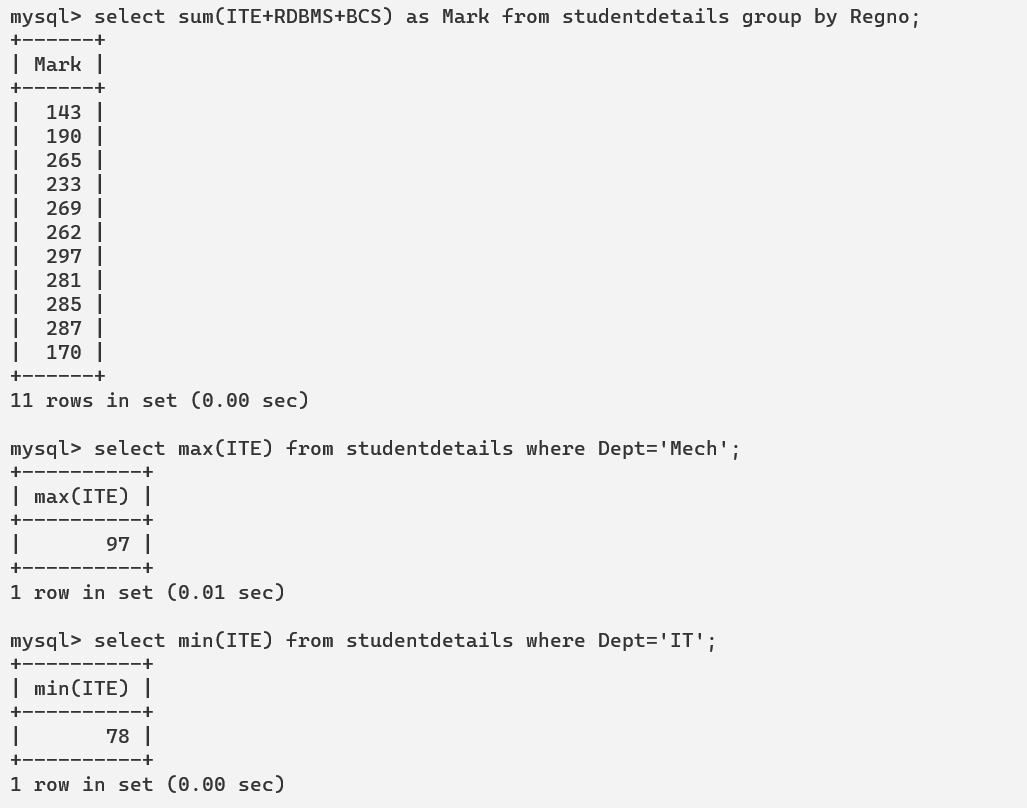 mysql> select sum(ITE+RDBMS+BCS) as Mark from studentdetails group by Regno;
+------+
| Mark |
+------+
|  143 |
|  190 |
|  265 |
|  233 |
|  269 |
|  262 |
|  297 |
|  281 |
|  285 |
|  287 |
|  170 |
+------+
11 rows in set (0.00 sec)

mysql> select max(ITE) from studentdetails where Dept='Mech';
+----------+
| max(ITE) |
+----------+
|       97 |
+----------+
1 row in set (0.01 sec)

mysql> select min(ITE) from studentdetails where Dept='IT';
+----------+
| min(ITE) |
+----------+
|       78 |
+----------+
1 row in set (0.00 sec)